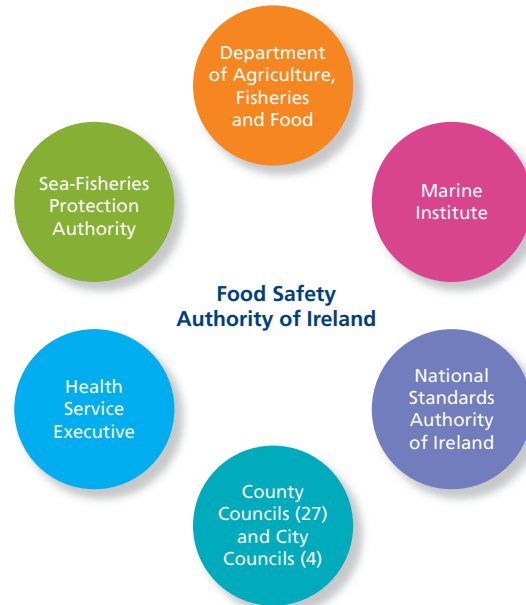 Department
of Agriculture,
Fisheries
and Food
Sea-Fisheries
Protection
Authority
Marine
Institute
Food Safety
Authority of Ireland
Health
Service
Executive
National
Standards
Authority
of Ireland
County
Councils (27)
and City
Councils (4)